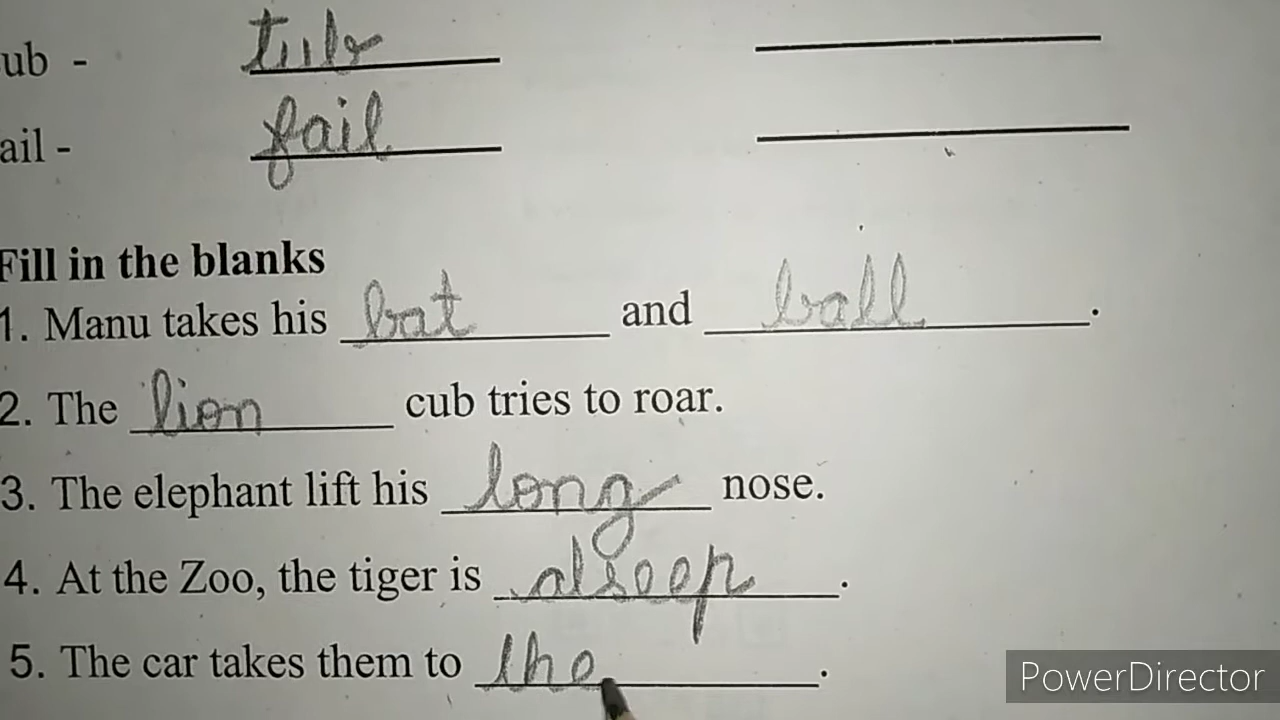 ub - tub
ail - fail
Fill in the blanks
1. Manu takes his bat and ball.
2. The lion cub tries to roar.
3. The elephant lift his long nose.
4. At the Zoo, the tiger is alseep.
5. The car takes them to the.
PowerDirector